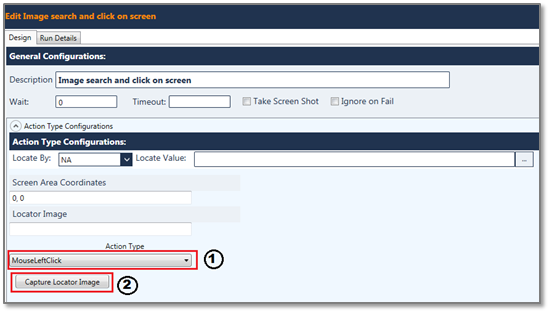 Edit Image search and click on screen
Design Run Details
General Configurations:
Description Image search and click on screen
Wait: 0 Timeout: Take Screen Shot Ignore on Fail
Action Type Configurations
Action Type Configurations:
Locate By: NA Locate Value: ...
Screen Area Coordinates
0, 0
Locator Image
Action Type
MouseLeftClick 1
Capture Locator Image 2